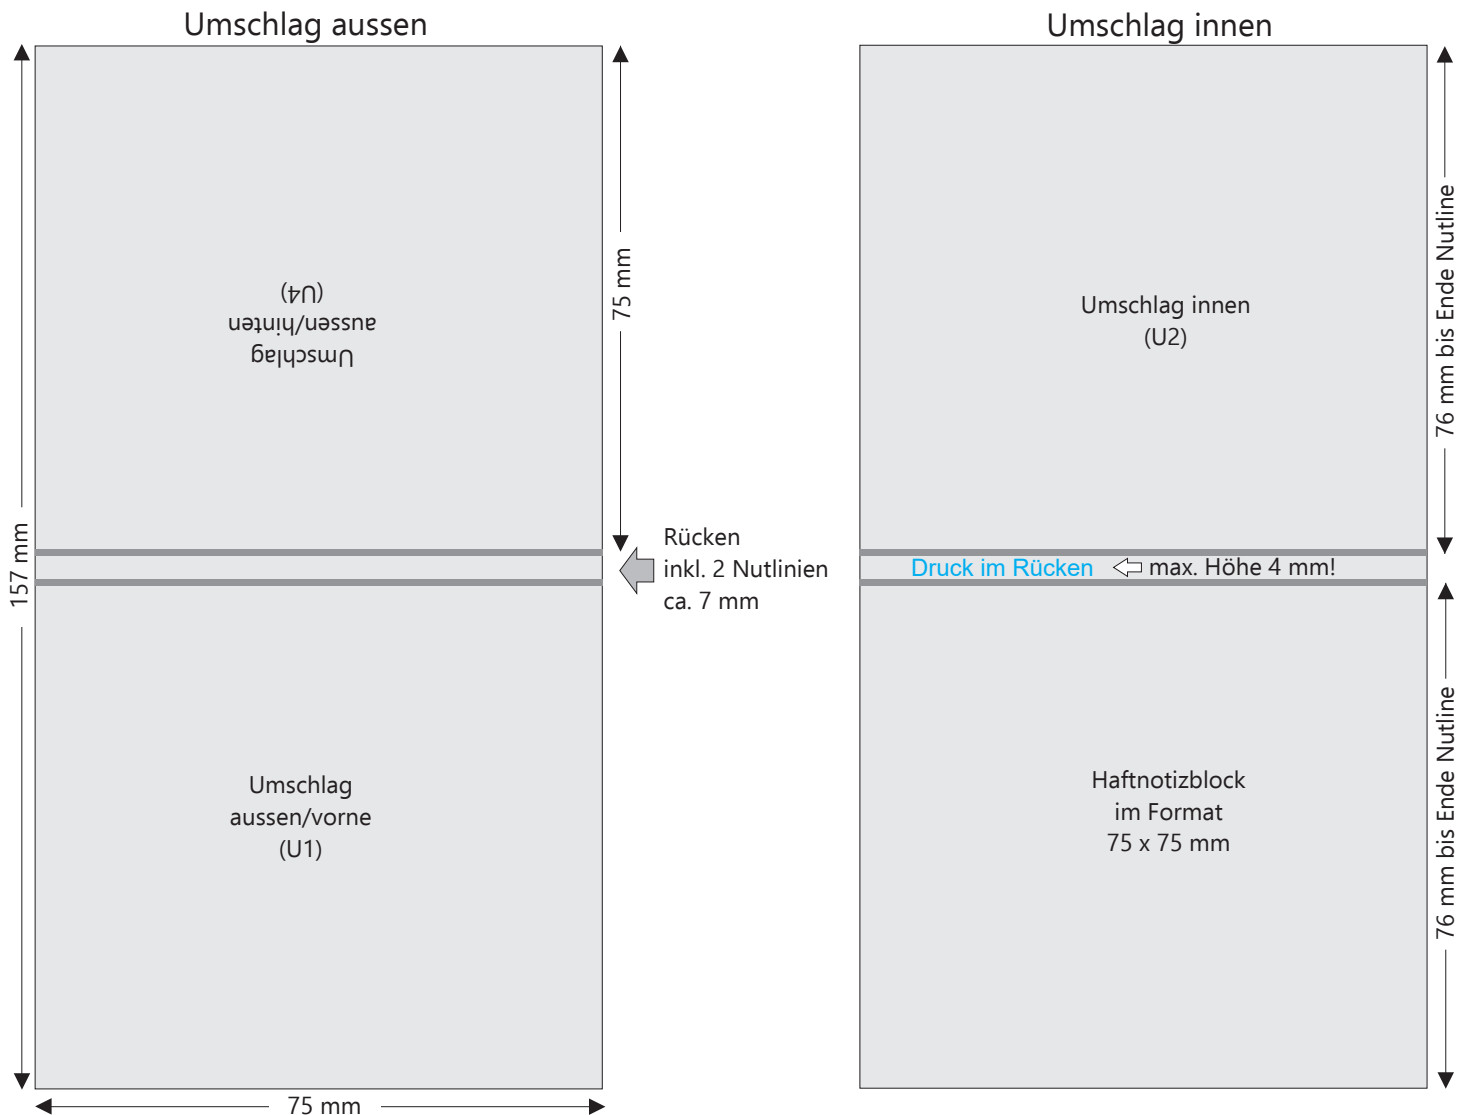 Umschlag aussen
Umschlag innen
157 mm
Umschlag
aussen/hinten
(U4)
75 mm
Rücken
inkl. 2 Nutlinien
ca. 7 mm
Umschlag
aussen/vorne
(U1)
75 mm
Umschlag innen
(U2)
76 mm bis Ende Nutline
Druck im Rücken
max. Höhe 4 mm!
Haftnotizblock
im Format
75 x 75 mm
76 mm bis Ende Nutline